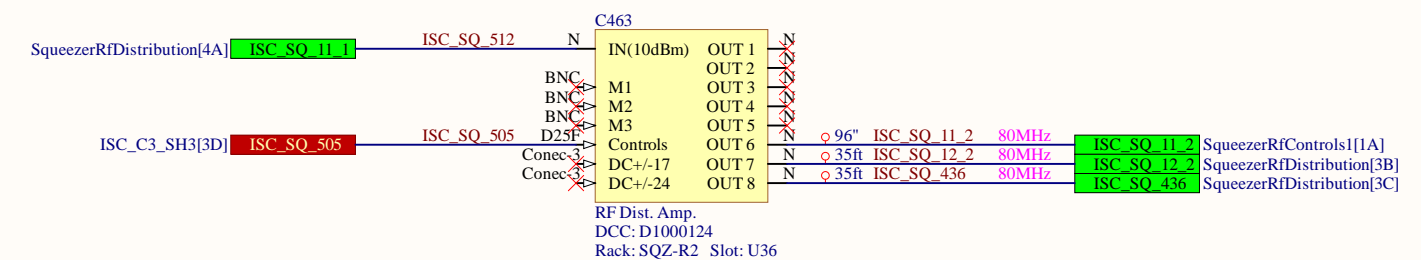 C463
SqueezerRfDistribution[4A] ISC_SQ_11_1 ISC_SQ_512 N IN(10dBm) OUT 1 N
OUT 2 N
BNC M1 OUT 3 N
BNC M2 OUT 4 N
BNC M3 OUT 5 N
ISC_C3_SH3[3D] ISC_SQ_505 ISC_SQ_505 D25F Controls OUT 6 N 96" ISC_SQ_11_2 80MHz ISC_SQ_11_2 SqueezerRfControls1[1A]
Conec-3 DC+/-17 OUT 7 N 35ft ISC_SQ_12_2 80MHz ISC_SQ_12_2 SqueezerRfDistribution[3B]
Conec-3 DC+/-24 OUT 8 N 35ft ISC_SQ_436 80MHz ISC_SQ_436 SqueezerRfDistribution[3C]
RF Dist. Amp.
DCC: D1000124
Rack: SQZ-R2 Slot: U36